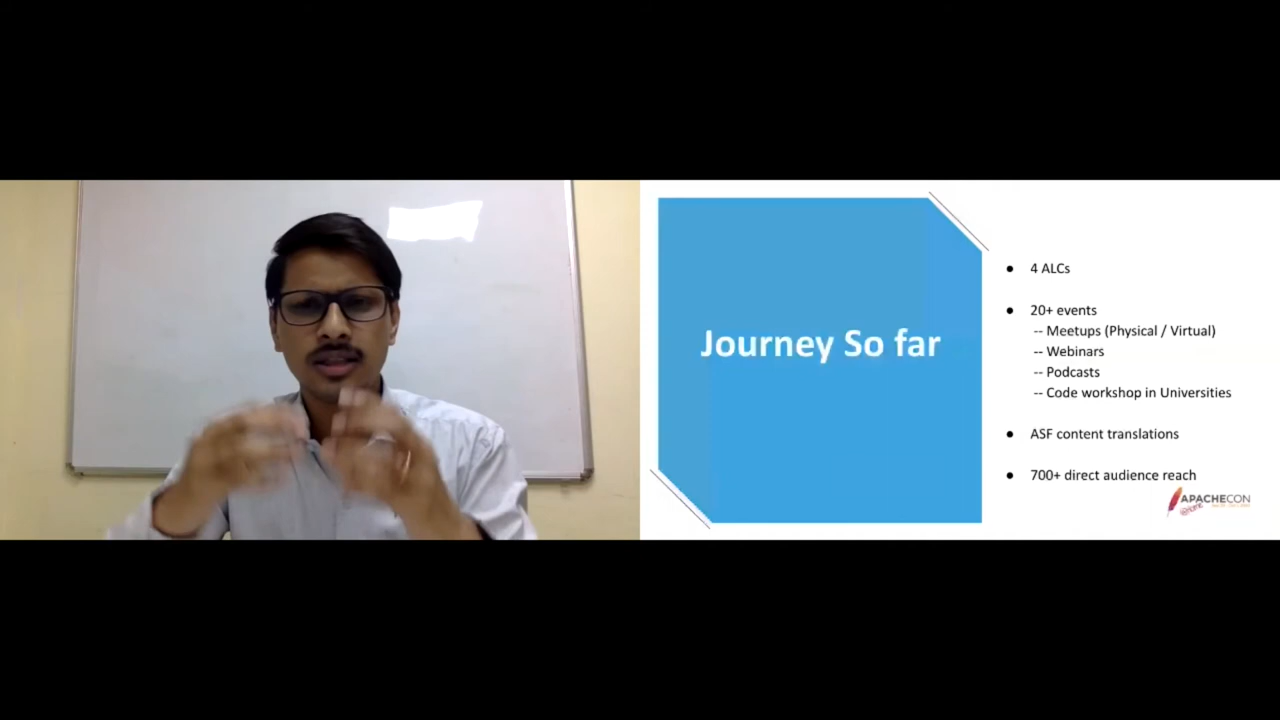 Journey So far
● 4 ALCs
● 20+ events
-- Meetups (Physical / Virtual)
-- Webinars
-- Podcasts
-- Code workshop in Universities
● ASF content translations
● 700+ direct audience reach
APACHECON
@Home